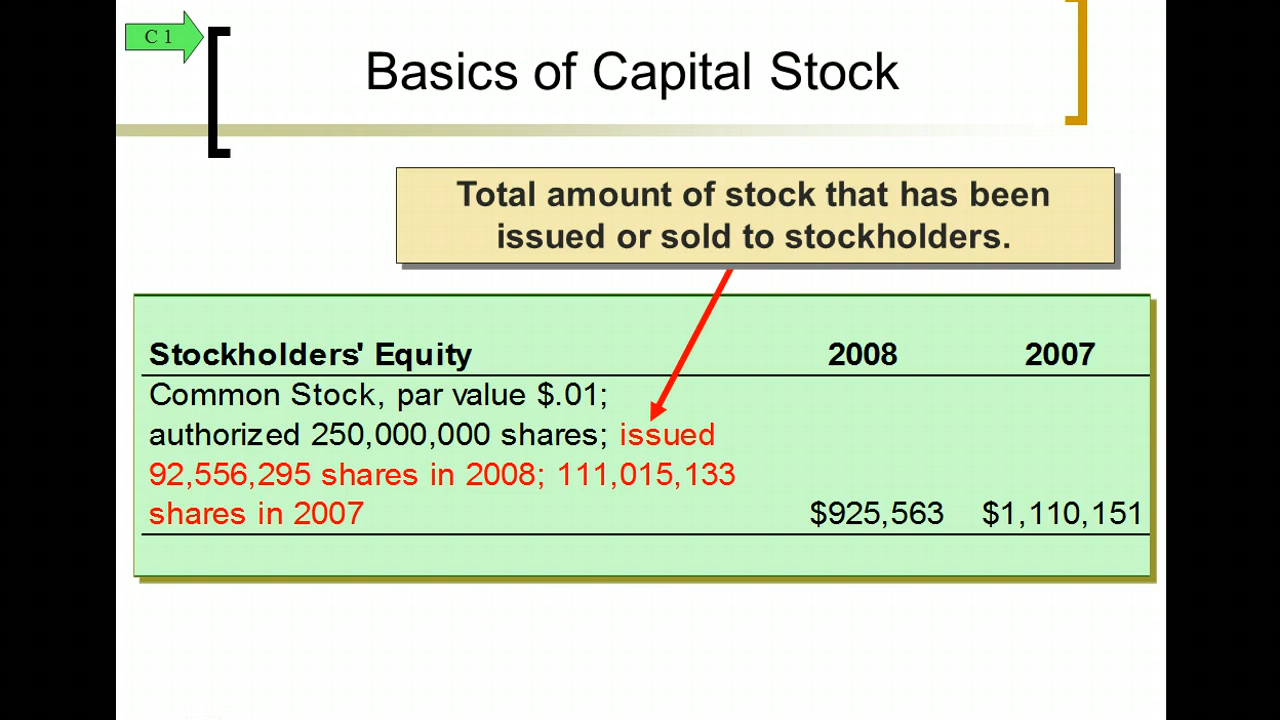 C 1
Basics of Capital Stock
Total amount of stock that has been
issued or sold to stockholders.
Stockholders' Equity 2008 2007
Common Stock, par value $.01;
authorized 250,000,000 shares; issued
92,556,295 shares in 2008; 111,015,133
shares in 2007 $925,563 $1,110,151